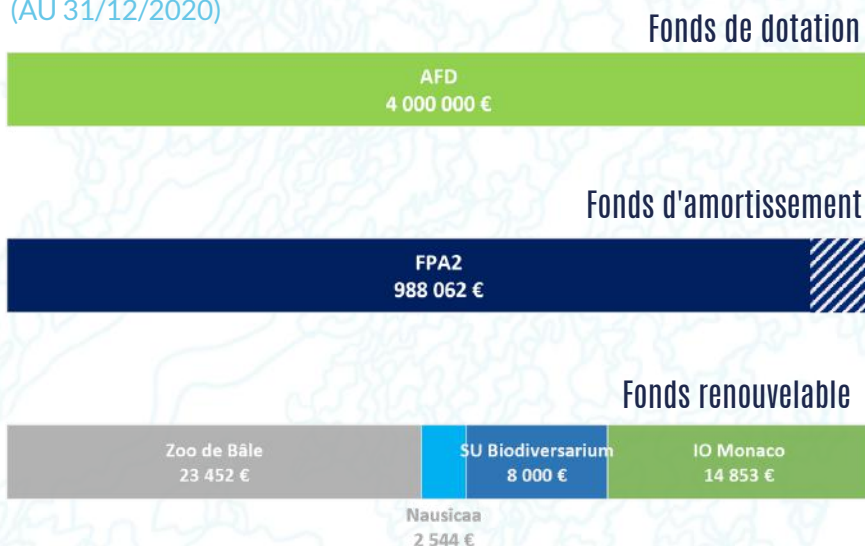 (AU 31/12/2020)
Fonds de dotation
AFD
4 000 000 €
Fonds d'amortissement
FPA2
988 062 €
Fonds renouvelable
Zoo de Bâle
23 452 €
Nausicaa
2 544 €
SU Biodiversarium
8 000 €
IO Monaco
14 853 €